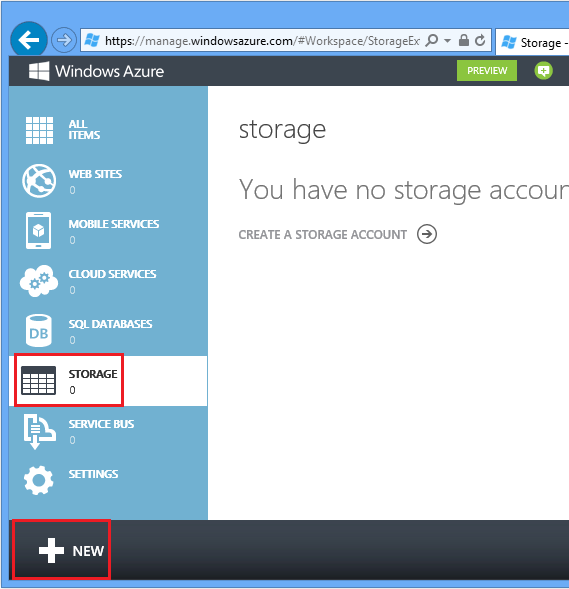 https://manage.windowsazure.com/#Workspace/StorageEx
Storage -
Windows Azure
PREVIEW
ALL
ITEMS
WEB SITES
0
MOBILE SERVICES
0
CLOUD SERVICES
0
DB
SQL DATABASES
0
STORAGE
0
SERVICE BUS
0
SETTINGS
storage
You have no storage accour
CREATE A STORAGE ACCOUNT
NEW